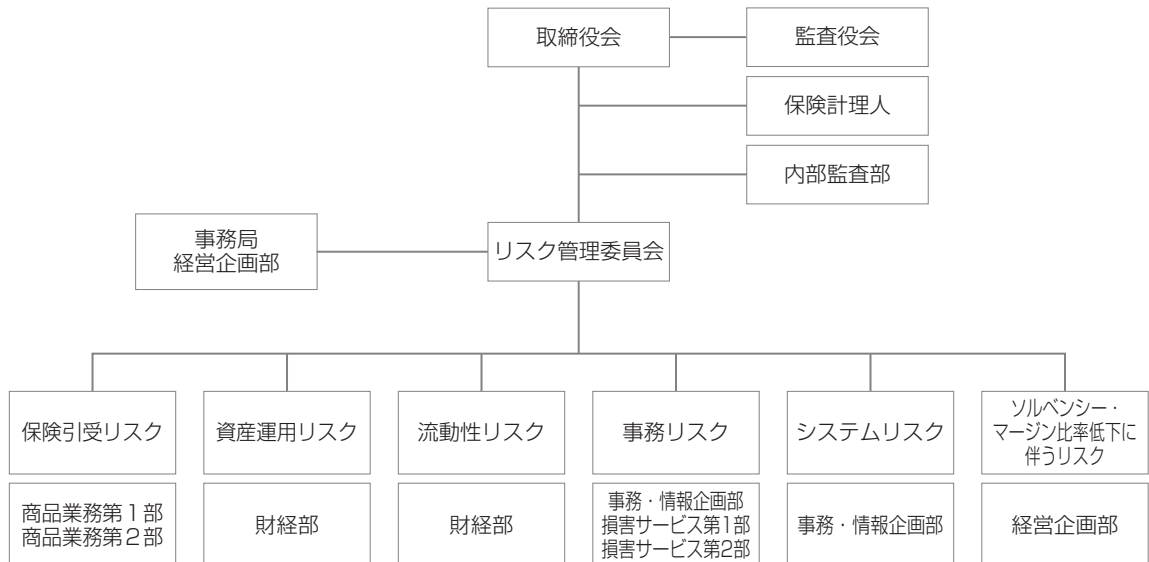 取締役会
監査役会
保険計理人
内部監査部
事務局
経営企画部
リスク管理委員会
保険引受リスク
資産運用リスク
流動性リスク
事務リスク
システムリスク
ソルベンシー・
マージン比率低下に
伴うリスク
商品業務第１部
商品業務第２部
財経部
財経部
事務・情報企画部
損害サービス第1部
損害サービス第2部
事務・情報企画部
経営企画部